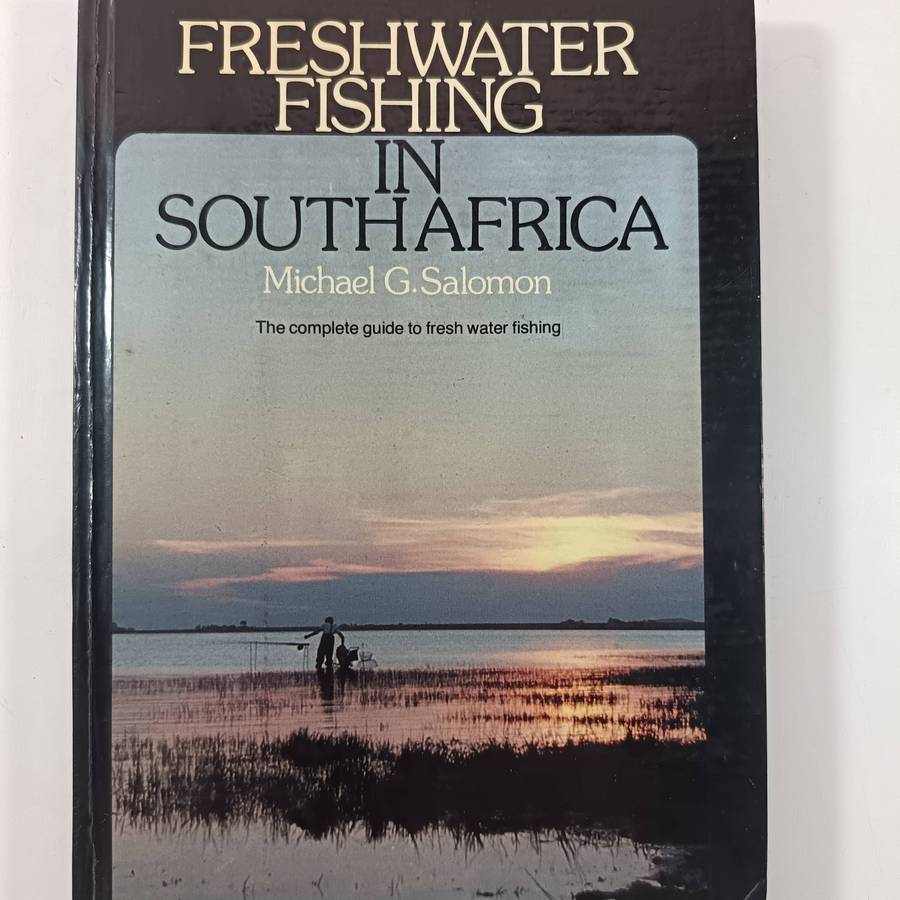 FRESHWATER
FISHING
IN
SOUTH AFRICA
Michael G. Salomon
The complete guide to fresh water fishing